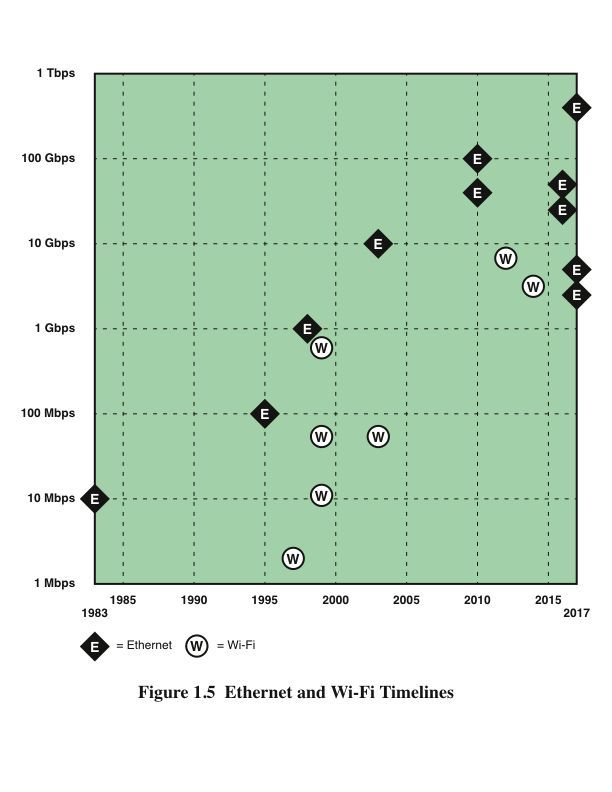 1 Tbps
E
100 Gbps
E
E
E
E
10 Gbps
E
W
E
W
E
1 Gbps
E
W
100 Mbps
E
W
W
10 Mbps
E
W
W
1 Mbps
1985 1990 1995 2000 2005 2010 2015
1983 2017
E = Ethernet W = Wi-Fi
Figure 1.5 Ethernet and Wi-Fi Timelines